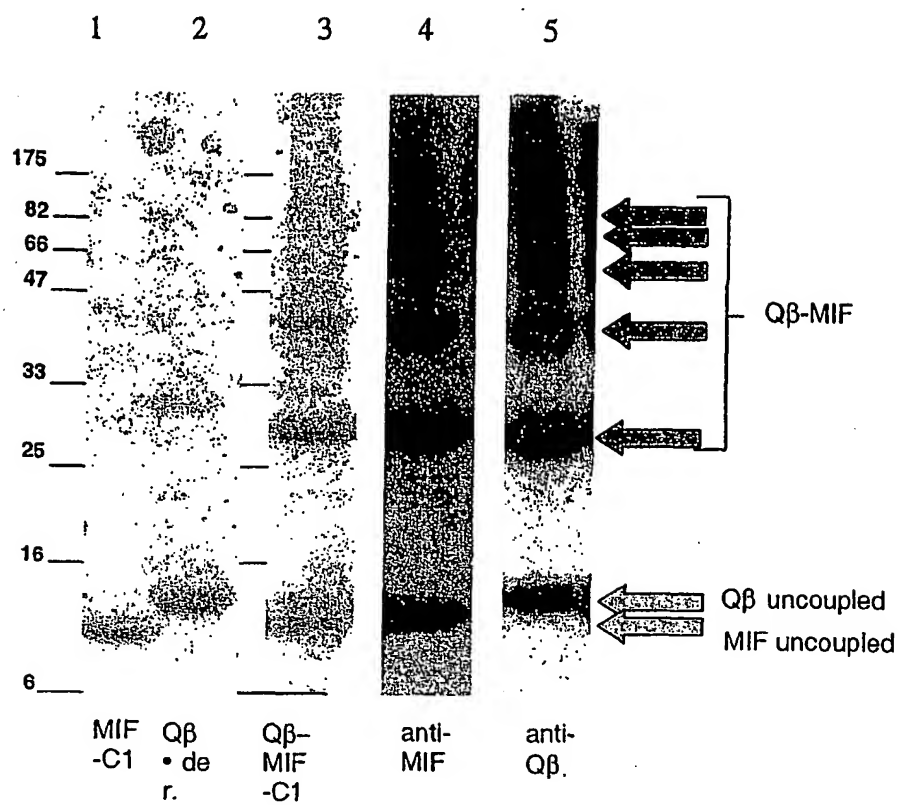 1 2 3 4 5
175
82
66
47
Qβ-MIF
33
25
16
Qβ uncoupled
MIF uncoupled
6
MIF
-C1
Qβ
• de
r.
Qβ–
MIF
-C1
anti-
MIF
anti-
Qβ.